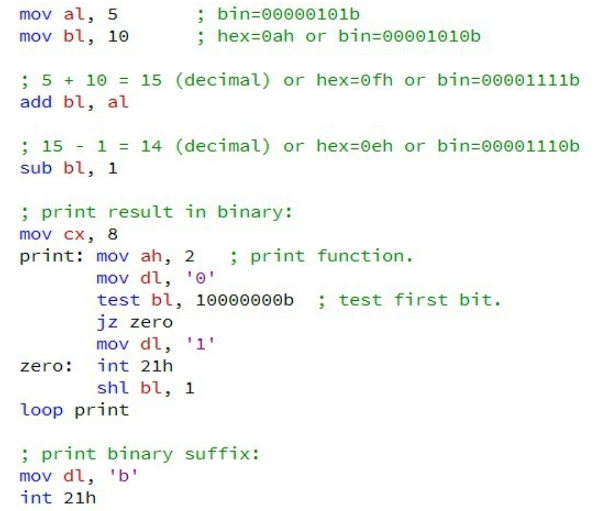 mov al, 5       ; bin=00000101b
mov bl, 10      ; hex=0ah or bin=00001010b
; 5 + 10 = 15 (decimal) or hex=0fh or bin=00001111b
add bl, al
; 15 - 1 = 14 (decimal) or hex=0eh or bin=00001110b
sub bl, 1
; print result in binary:
mov cx, 8
print: mov ah, 2   ; print function.
       mov dl, '0'
       test bl, 10000000b  ; test first bit.
       jz zero
       mov dl, '1'
zero:  int 21h
       shl bl, 1
loop print
; print binary suffix:
mov dl, 'b'
int 21h